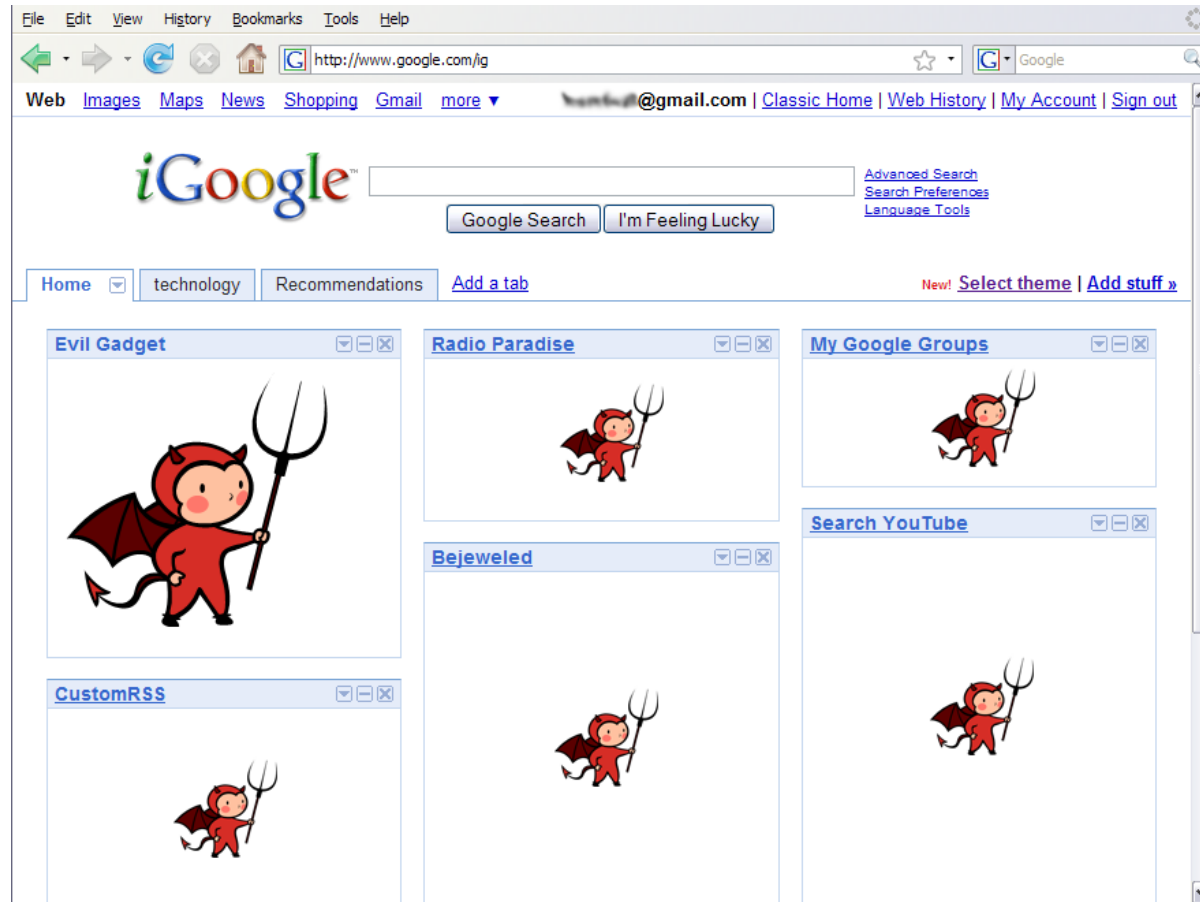 File Edit View History Bookmarks Tools Help
G http://www.google.com/ig G Google
Web Images Maps News Shopping Gmail more ▼ @gmail.com | Classic Home | Web History | My Account | Sign out
iGoogle™
Advanced Search
Search Preferences
Language Tools
Google Search I'm Feeling Lucky
Home technology Recommendations Add a tab New! Select theme | Add stuff »
Evil Gadget
Radio Paradise
My Google Groups
Search YouTube
Bejeweled
CustomRSS